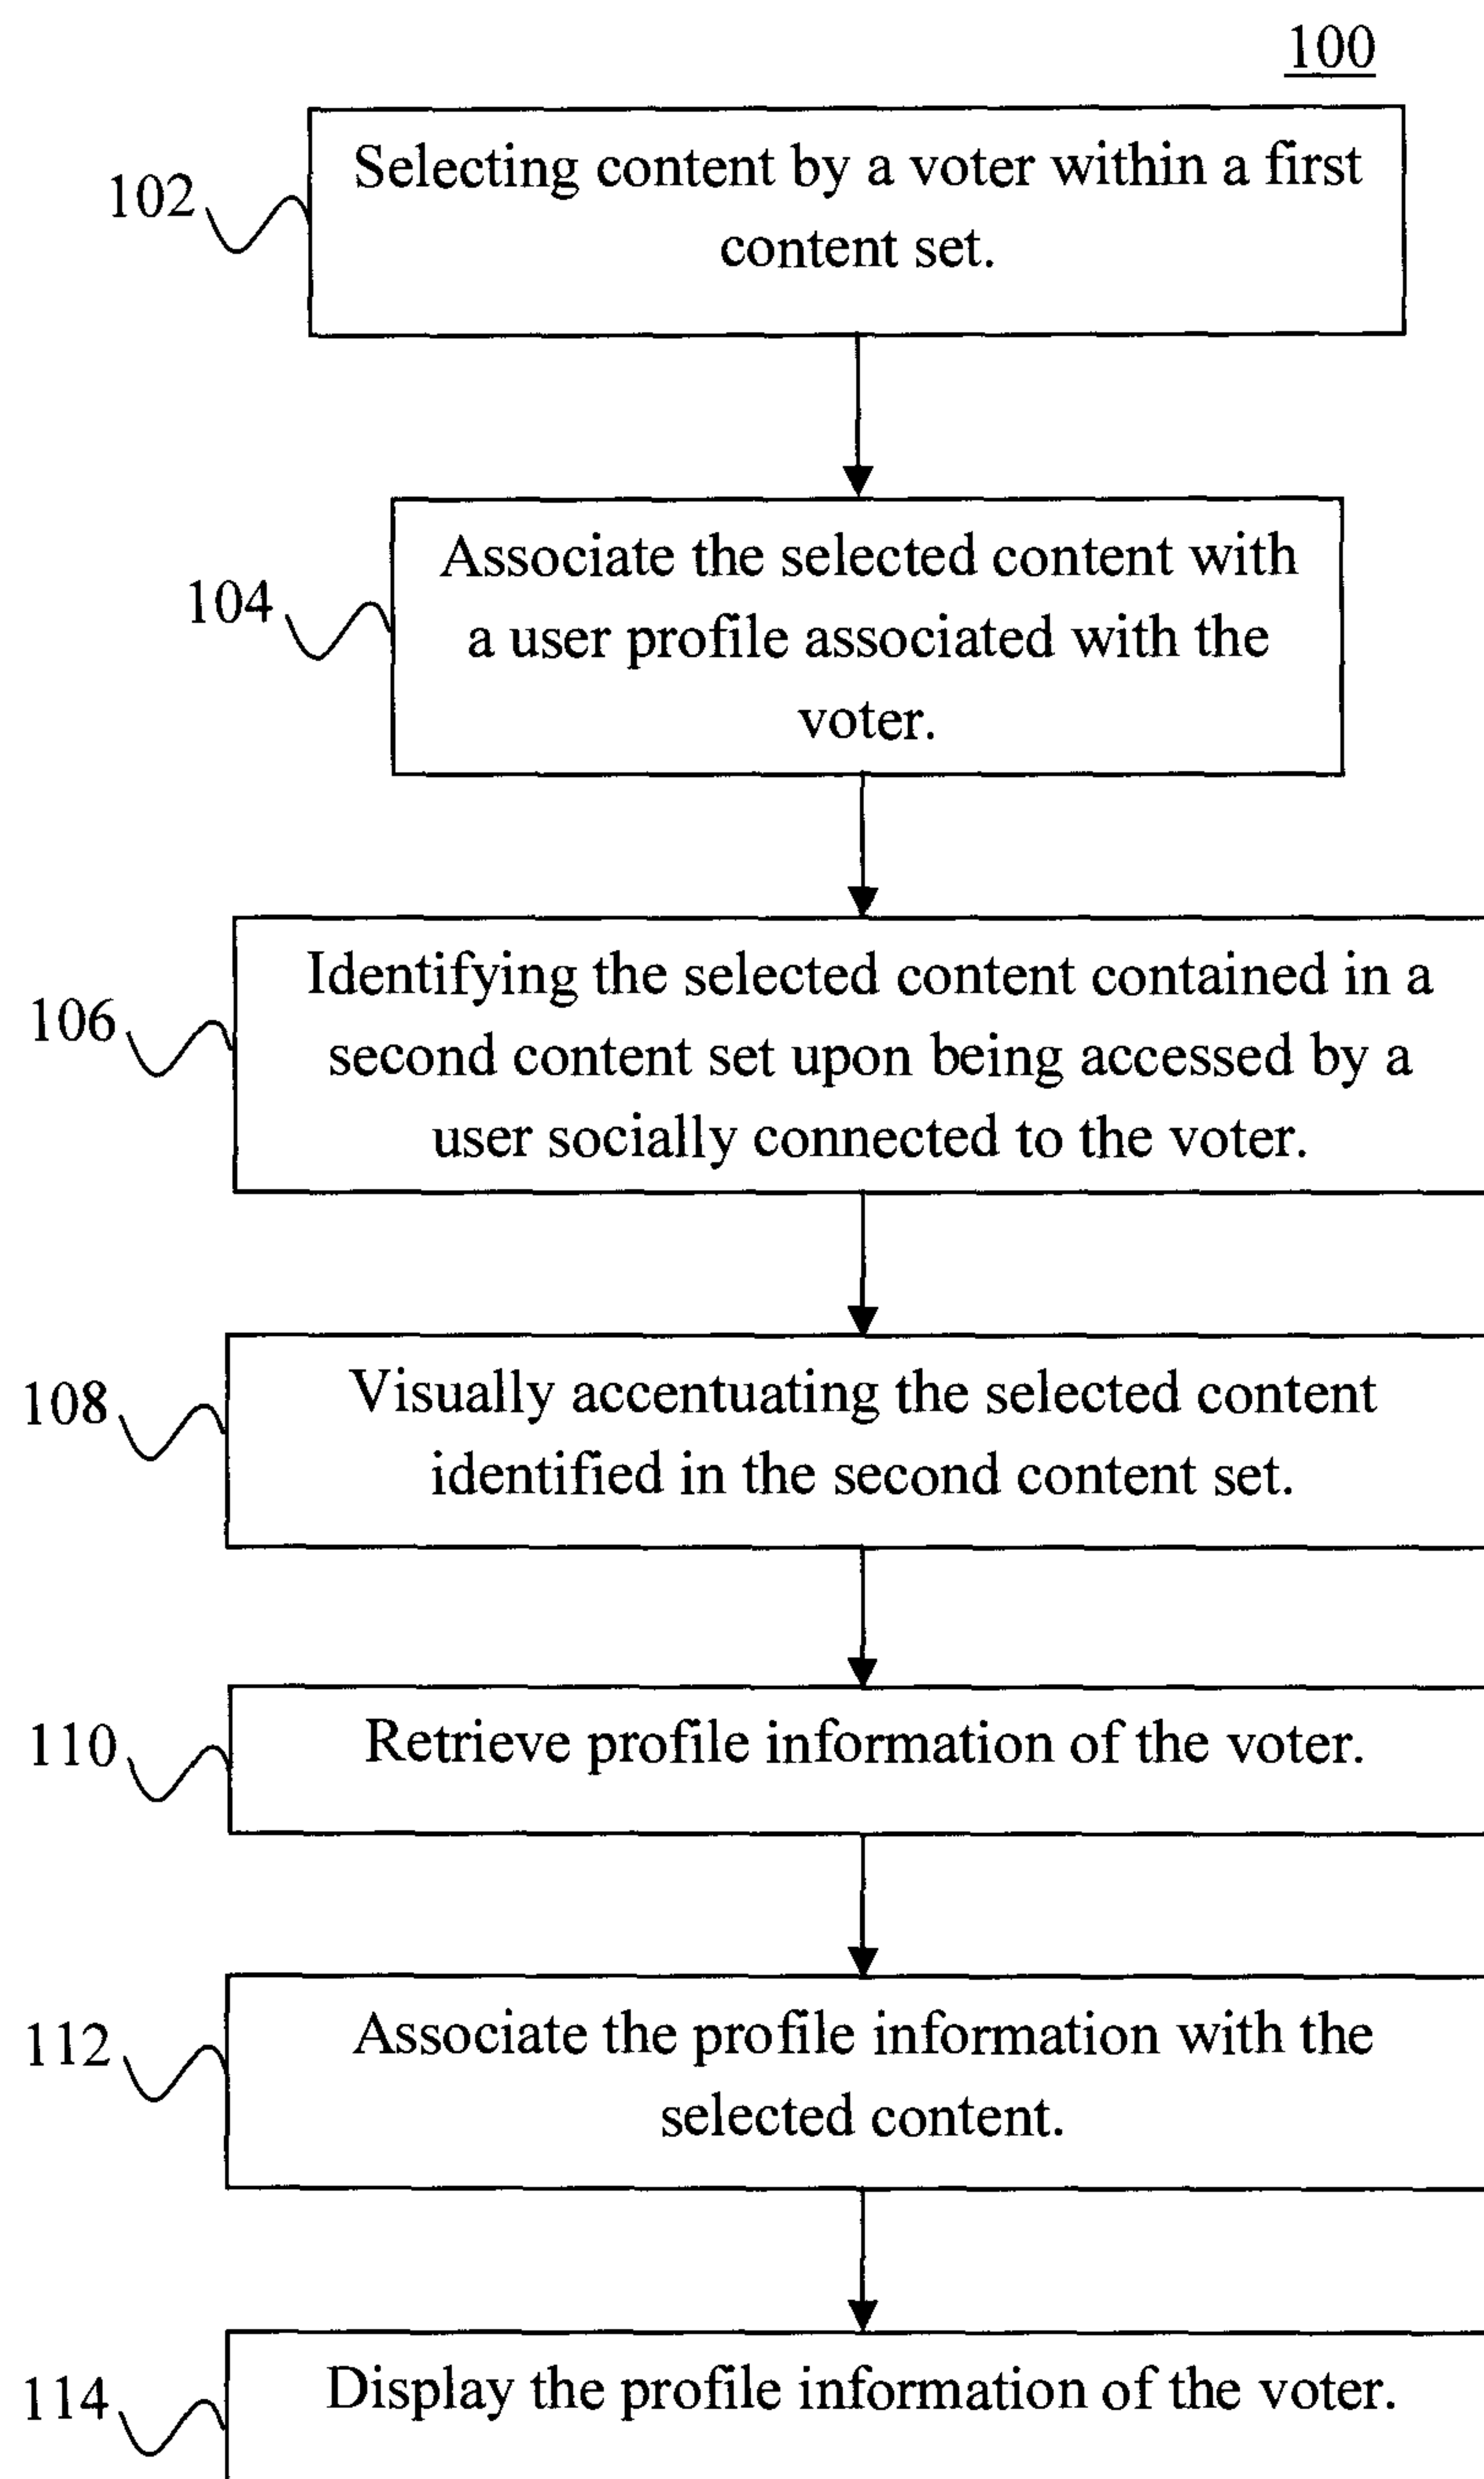 100
102
Selecting content by a voter within a first
content set.
104
Associate the selected content with
a user profile associated with the
voter.
106
Identifying the selected content contained in a
second content set upon being accessed by a
user socially connected to the voter.
108
Visually accentuating the selected content
identified in the second content set.
110
Retrieve profile information of the voter.
112
Associate the profile information with the
selected content.
114
Display the profile information of the voter.